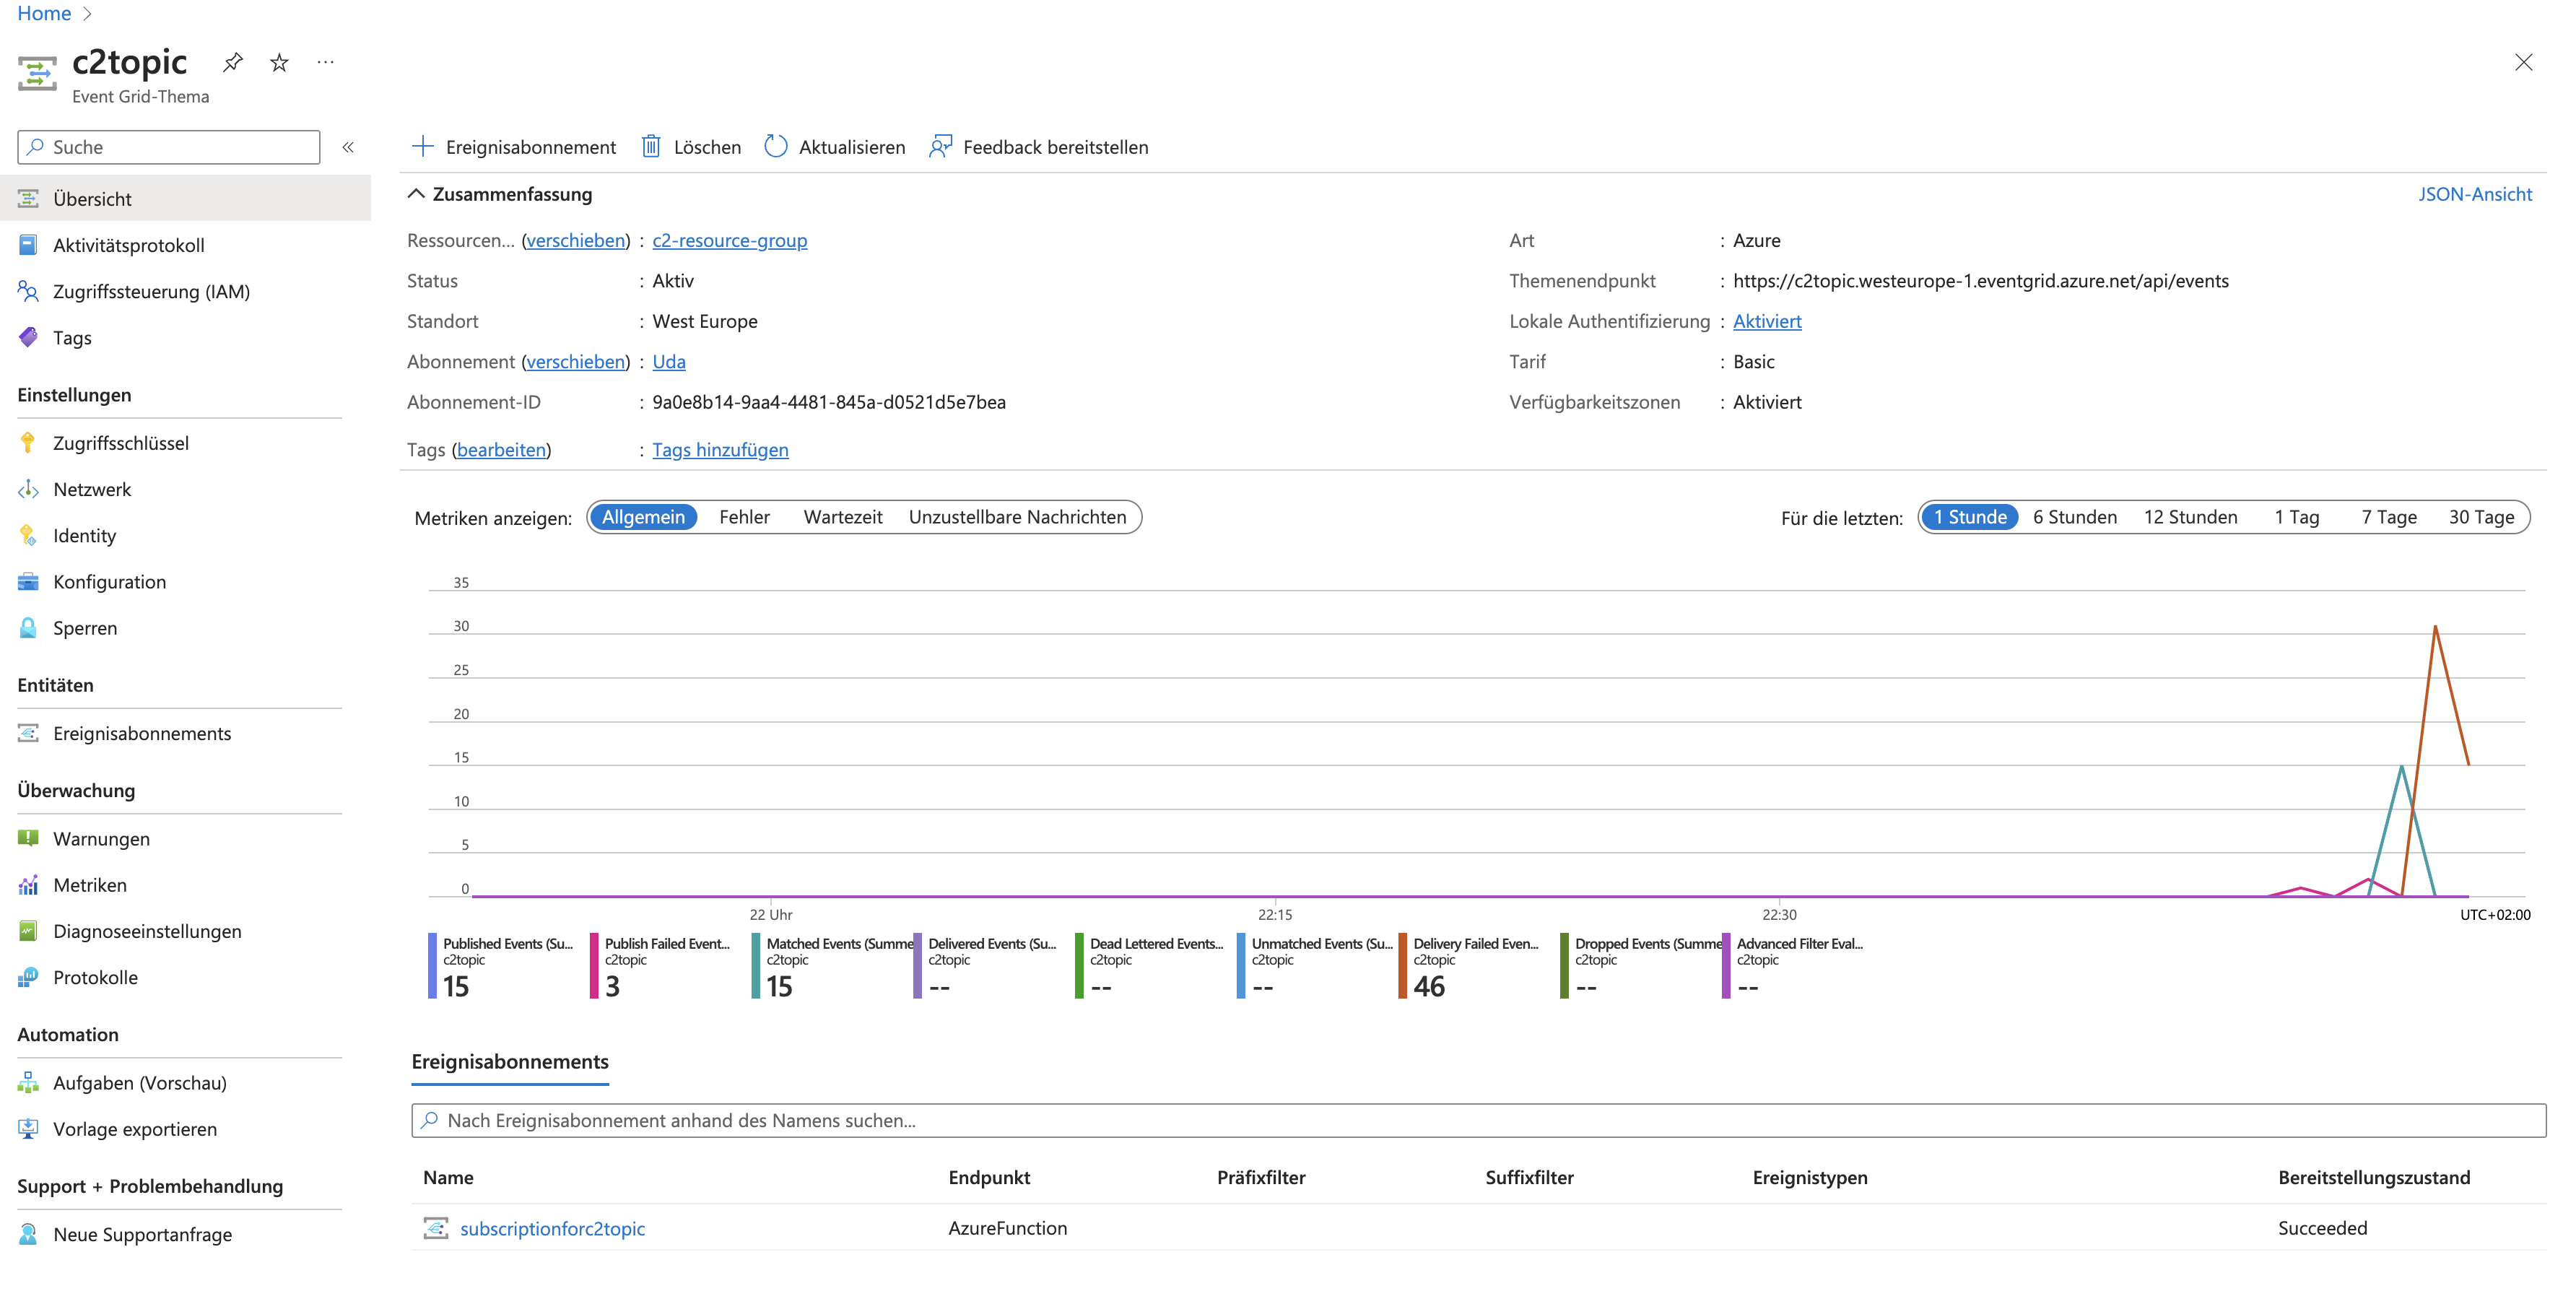 Home
c2topic
Event Grid-Thema
Suche
Übersicht
Aktivitätsprotokoll
Zugriffssteuerung (IAM)
Tags
Einstellungen
Zugriffsschlüssel
Netzwerk
Identity
Konfiguration
Sperren
Entitäten
Ereignisabonnements
Überwachung
Warnungen
Metriken
Diagnoseeinstellungen
Protokolle
Automation
Aufgaben (Vorschau)
Vorlage exportieren
Support + Problembehandlung
Neue Supportanfrage
Ereignisabonnement Löschen Aktualisieren Feedback bereitstellen
Zusammenfassung JSON-Ansicht
Ressourcen... (verschieben) : c2-resource-group
Status : Aktiv
Standort : West Europe
Abonnement (verschieben) : Uda
Abonnement-ID : 9a0e8b14-9aa4-4481-845a-d0521d5e7bea
Tags (bearbeiten) : Tags hinzufügen
Art : Azure
Themenendpunkt : https://c2topic.westeurope-1.eventgrid.azure.net/api/events
Lokale Authentifizierung : Aktiviert
Tarif : Basic
Verfügbarkeitszonen : Aktiviert
Metriken anzeigen: Allgemein Fehler Wartezeit Unzustellbare Nachrichten
Für die letzten: 1 Stunde 6 Stunden 12 Stunden 1 Tag 7 Tage 30 Tage
35
30
25
20
15
10
5
0
22 Uhr 22:15 22:30 UTC+02:00
Published Events (Su...
c2topic
15
Publish Failed Event...
c2topic
3
Matched Events (Summe
c2topic
15
Delivered Events (Su...
c2topic
--
Dead Lettered Events...
c2topic
--
Unmatched Events (Su...
c2topic
--
Delivery Failed Even...
c2topic
46
Dropped Events (Summe
c2topic
--
Advanced Filter Eval...
c2topic
--
Ereignisabonnements
Nach Ereignisabonnement anhand des Namens suchen...
Name Endpunkt Präfixfilter Suffixfilter Ereignistypen Bereitstellungszustand
subscriptionforc2topic AzureFunction Succeeded